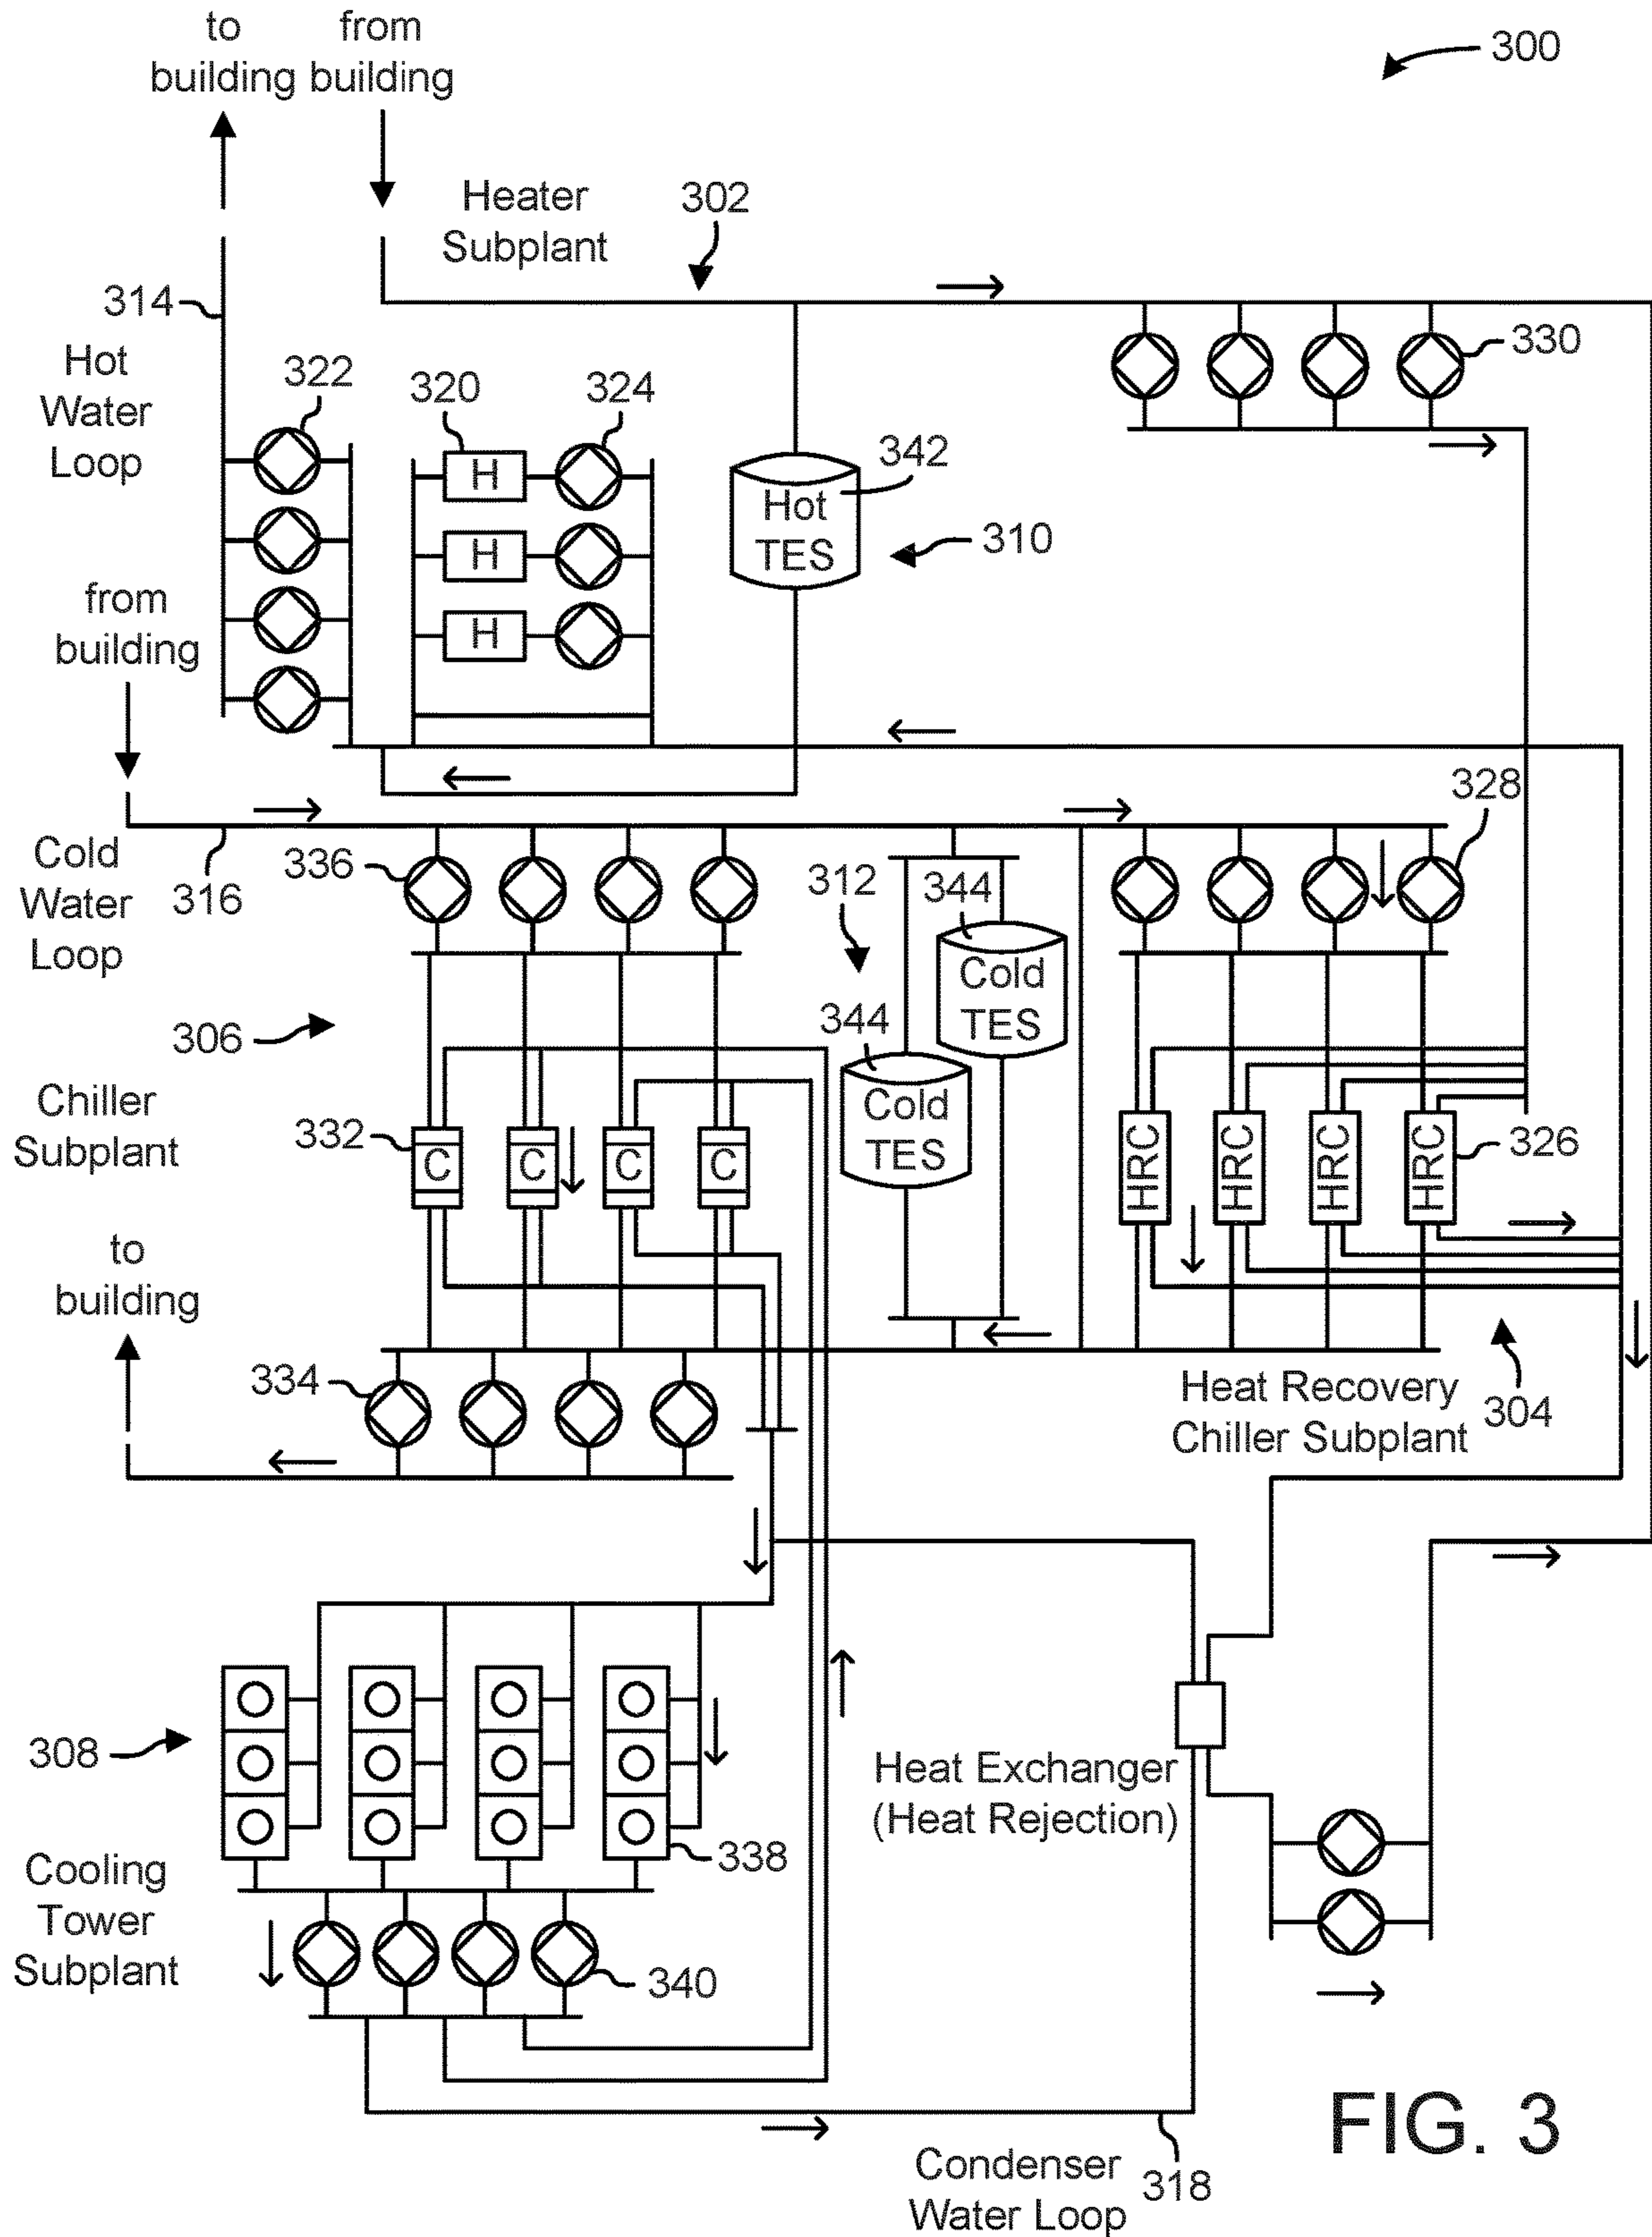 to
building
from
building
300
Heater
Subplant
302
314
Hot
Water
Loop
322
320
324
330
H
H
H
Hot
TES
342
310
from
building
328
Cold
Water
Loop
316
336
312
344
Cold
TES
344
Cold
TES
306
Chiller
Subplant
332
C
C
C
C
HRC
HRC
HRC
HRC
326
to
building
334
Heat Recovery
Chiller Subplant
304
308
Heat Exchanger
(Heat Rejection)
338
Cooling
Tower
Subplant
340
Condenser
Water Loop
318
FIG. 3